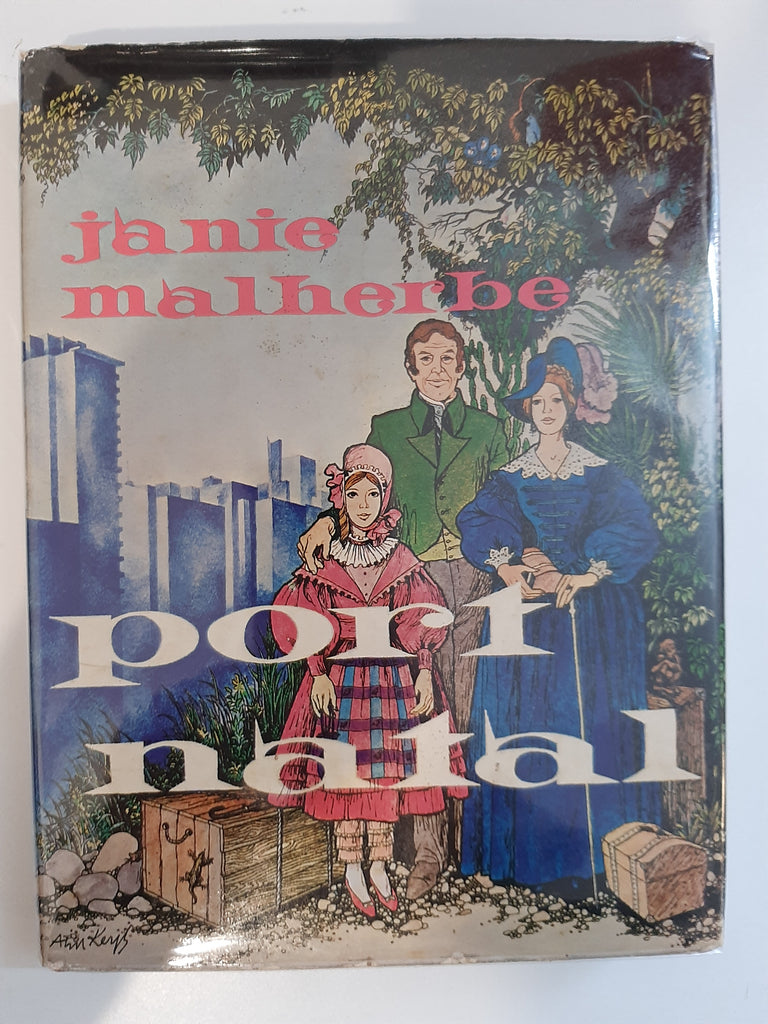 janie
malherbe
port
natal